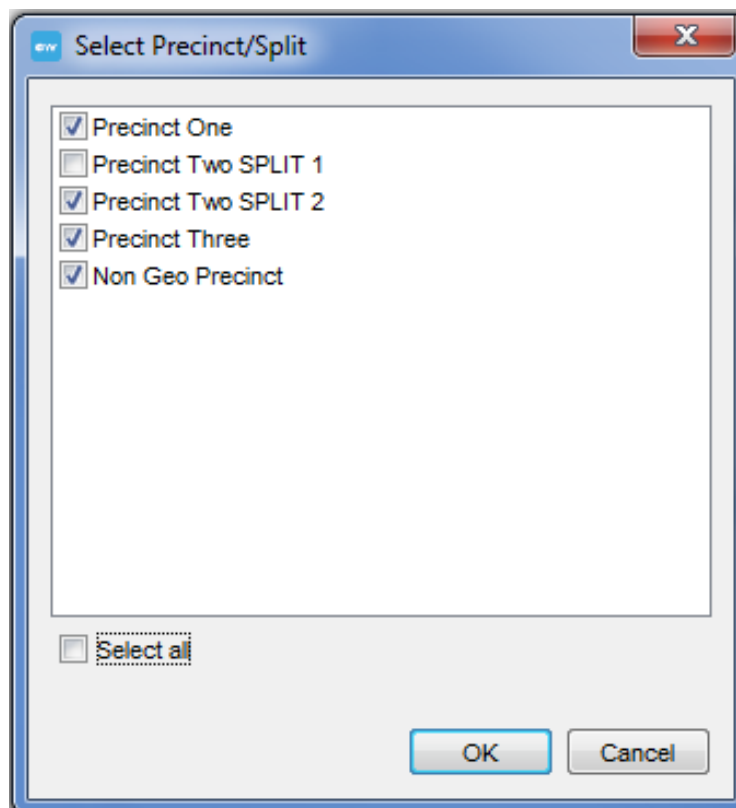 ew Select Precinct/Split
Precinct One
Precinct Two SPLIT 1
Precinct Two SPLIT 2
Precinct Three
Non Geo Precinct
Select all
OK Cancel